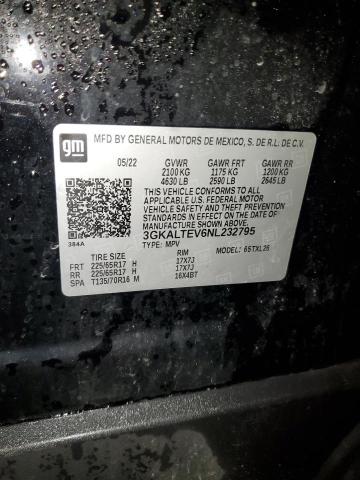 gm
MFD BY GENERAL MOTORS DE MEXICO, S. DE R.L. DE C.V.
05/22 GVWR GAWR FRT GAWR RR
2100 KG 1175 KG 1200 KG
4630 LB 2590 LB 2645 LB
THIS VEHICLE CONFORMS TO ALL
APPLICABLE U.S. FEDERAL MOTOR
VEHICLE SAFETY AND THEFT
PREVENTION STANDARDS IN EFFECT
ON THE DATE OF MANUFACTURE
SHOWN ABOVE.
384A
3GKALTEV6NL232795
TYPE: MPV MODEL: 6STXL26
TIRE SIZE RIM
FRT 225/65R17 H 17X7J
RR 225/65R17 H 17X7J
SPA T135/70R16 M 16X4BT